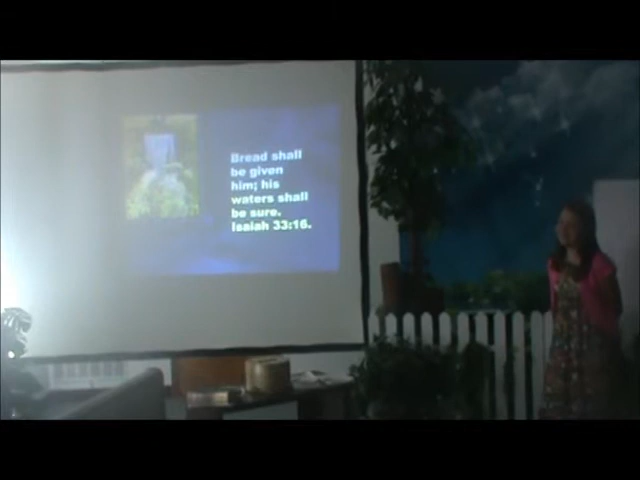 Bread shall
be given
him; his
waters shall
be sure.
Isaiah 33:16.